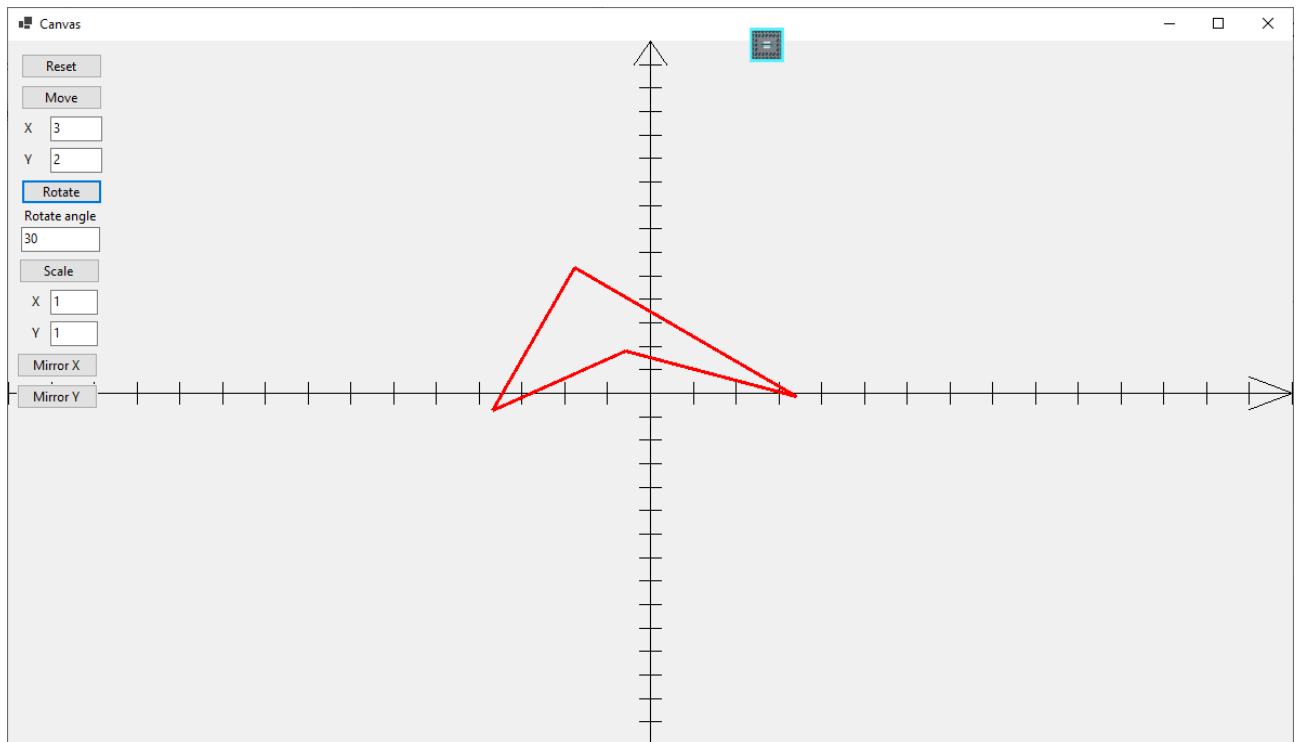 Canvas
Reset
Move
X 3
Y 2
Rotate
Rotate angle
30
Scale
X 1
Y 1
Mirror X
Mirror Y